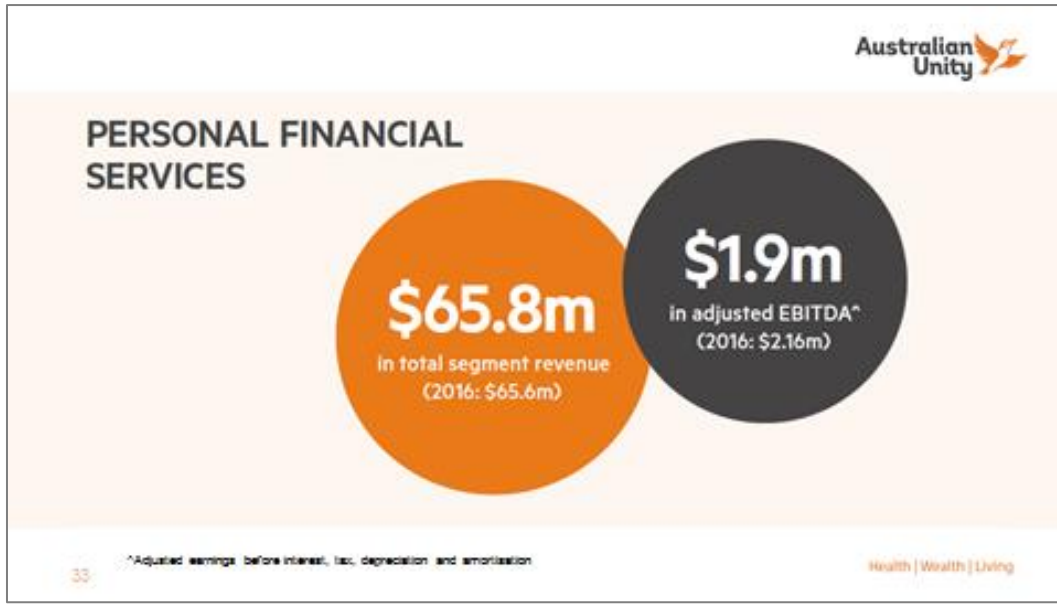 Australian
Unity
PERSONAL FINANCIAL
SERVICES
$65.8m
in total segment revenue
(2016: $65.6m)
$1.9m
in adjusted EBITDA^
(2016: $2.16m)
33
^Adjusted earnings before interest, tax, depreciation and amortisation
Health | Wealth | Living